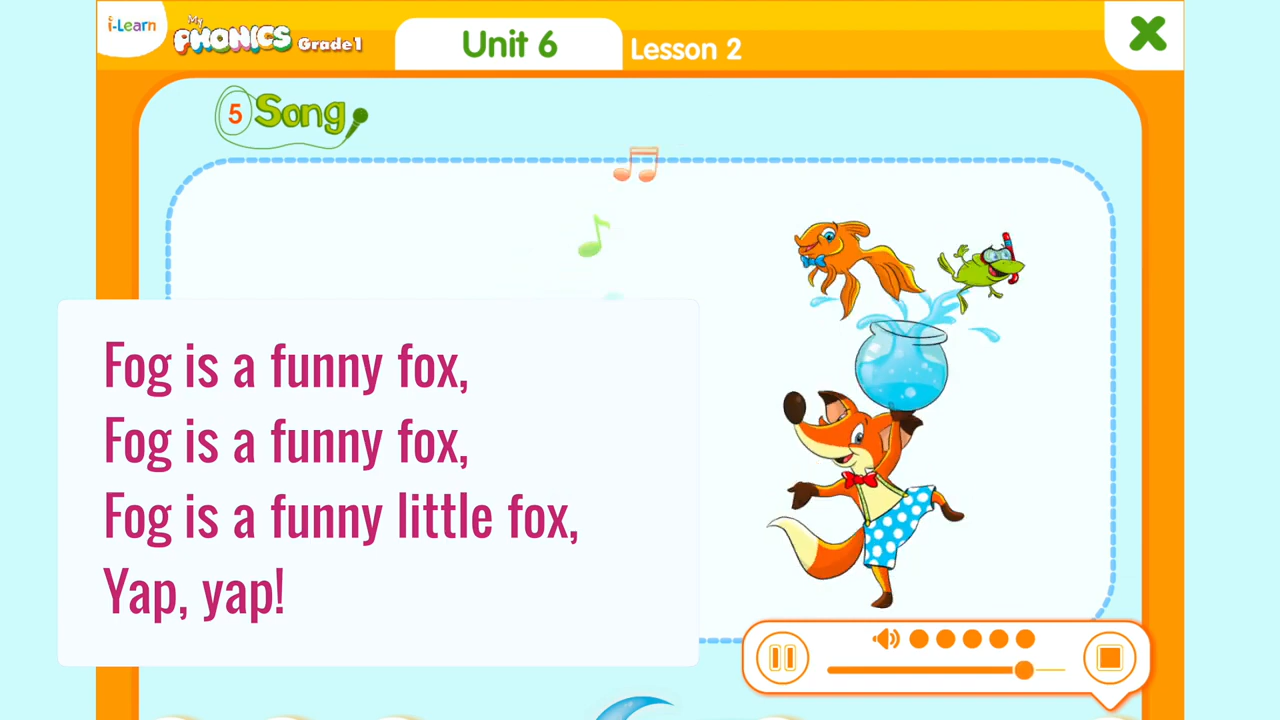 i-Learn
My
PHONICS Grade 1
Unit 6
Lesson 2
5 Song
Fog is a funny fox,
Fog is a funny fox,
Fog is a funny little fox,
Yap, yap!